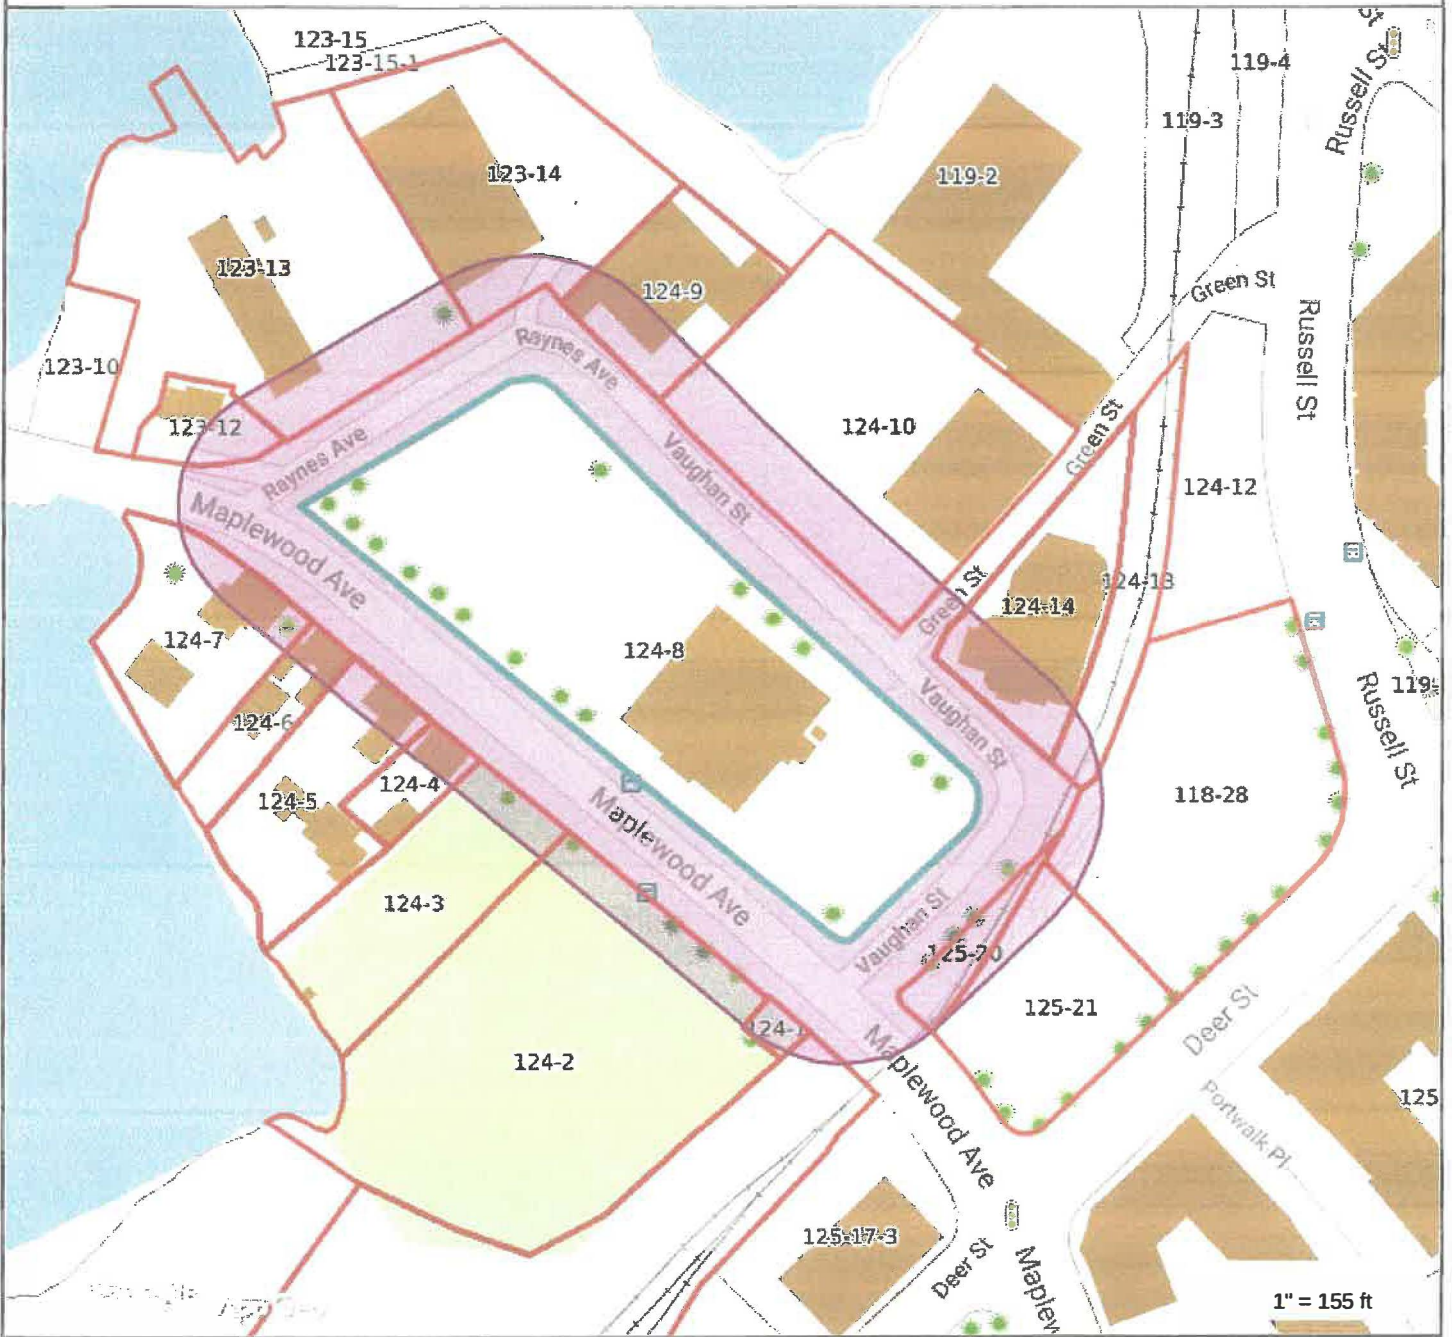 123-15
123-15-1
119-4
St
Russell St
119-3
123-14
119-2
123-13
124-9
Green St
Russell St
Raynes Ave
123-10
123-12
124-10
Green St
Raynes Ave
Vaughan St
124-12
Maplewood Ave
124-13
Green St
124-14
124-7
124-8
119-
124-6
Vaughan St
Russell St
124-5
124-4
118-28
Maplewood Ave
124-3
Vaughan St
125-20
125-21
124-1
Deer St
124-2
Maplewood Ave
125
Portwalk Pl
125-17-3
Deer St
Maplew
1" = 155 ft